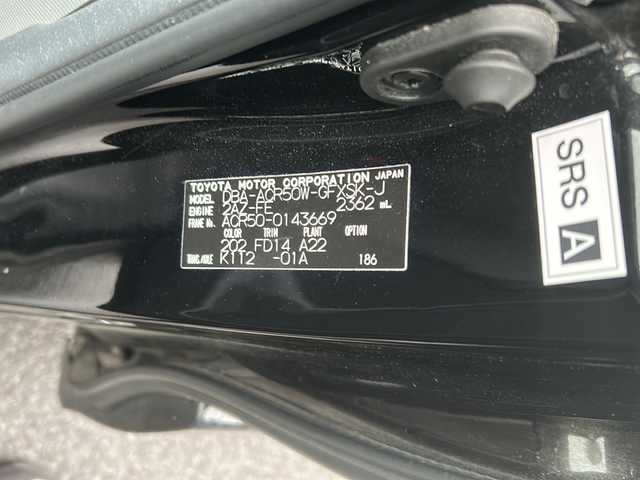 TOYOTA MOTOR CORPORATION JAPAN
MODEL DBA-ACR50W-GFXSK-J
ENGINE 2AZ-FE 2362 mL
FRAME No. ACR50-0143669
COLOR TRIM PLANT OPTION
202 FD14 A22
TRANS./AXLE K112 -01A 186
SRS A